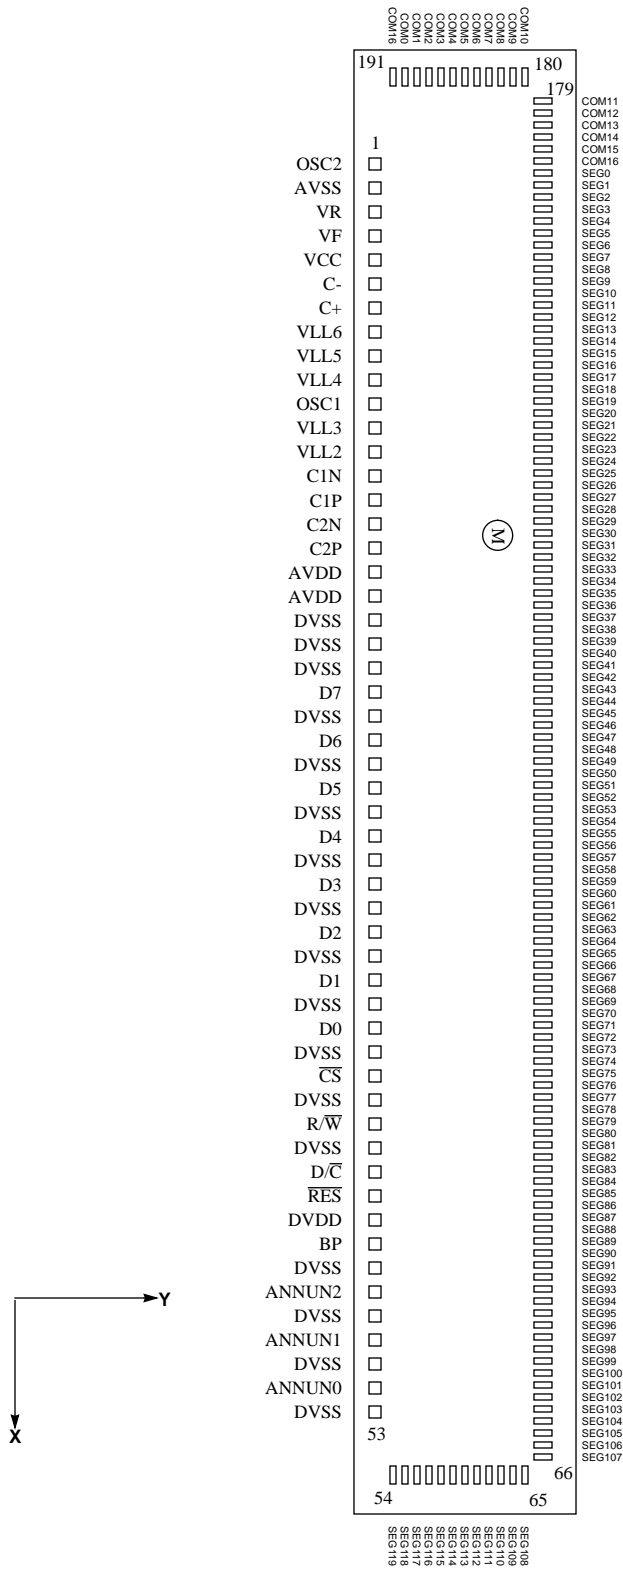 COM16
COM0
COM1
COM2
COM3
COM4
COM5
COM6
COM7
COM8
COM9
COM10
191
180
179
1
OSC2
AVSS
VR
VF
VCC
C-
C+
VLL6
VLL5
VLL4
OSC1
VLL3
VLL2
C1N
C1P
C2N
C2P
AVDD
AVDD
DVSS
DVSS
DVSS
D7
DVSS
D6
DVSS
D5
DVSS
D4
DVSS
D3
DVSS
D2
DVSS
D1
DVSS
D0
DVSS
C̅S̅
DVSS
R/W̅
DVSS
D/C̅
R̅E̅S̅
DVDD
BP
DVSS
ANNUN2
DVSS
ANNUN1
DVSS
ANNUN0
DVSS
53
M
COM11
COM12
COM13
COM14
COM15
COM16
SEG0
SEG1
SEG2
SEG3
SEG4
SEG5
SEG6
SEG7
SEG8
SEG9
SEG10
SEG11
SEG12
SEG13
SEG14
SEG15
SEG16
SEG17
SEG18
SEG19
SEG20
SEG21
SEG22
SEG23
SEG24
SEG25
SEG26
SEG27
SEG28
SEG29
SEG30
SEG31
SEG32
SEG33
SEG34
SEG35
SEG36
SEG37
SEG38
SEG39
SEG40
SEG41
SEG42
SEG43
SEG44
SEG45
SEG46
SEG47
SEG48
SEG49
SEG50
SEG51
SEG52
SEG53
SEG54
SEG55
SEG56
SEG57
SEG58
SEG59
SEG60
SEG61
SEG62
SEG63
SEG64
SEG65
SEG66
SEG67
SEG68
SEG69
SEG70
SEG71
SEG72
SEG73
SEG74
SEG75
SEG76
SEG77
SEG78
SEG79
SEG80
SEG81
SEG82
SEG83
SEG84
SEG85
SEG86
SEG87
SEG88
SEG89
SEG90
SEG91
SEG92
SEG93
SEG94
SEG95
SEG96
SEG97
SEG98
SEG99
SEG100
SEG101
SEG102
SEG103
SEG104
SEG105
SEG106
SEG107
Y
X
66
54
65
SEG119
SEG118
SEG117
SEG116
SEG115
SEG114
SEG113
SEG112
SEG111
SEG110
SEG109
SEG108